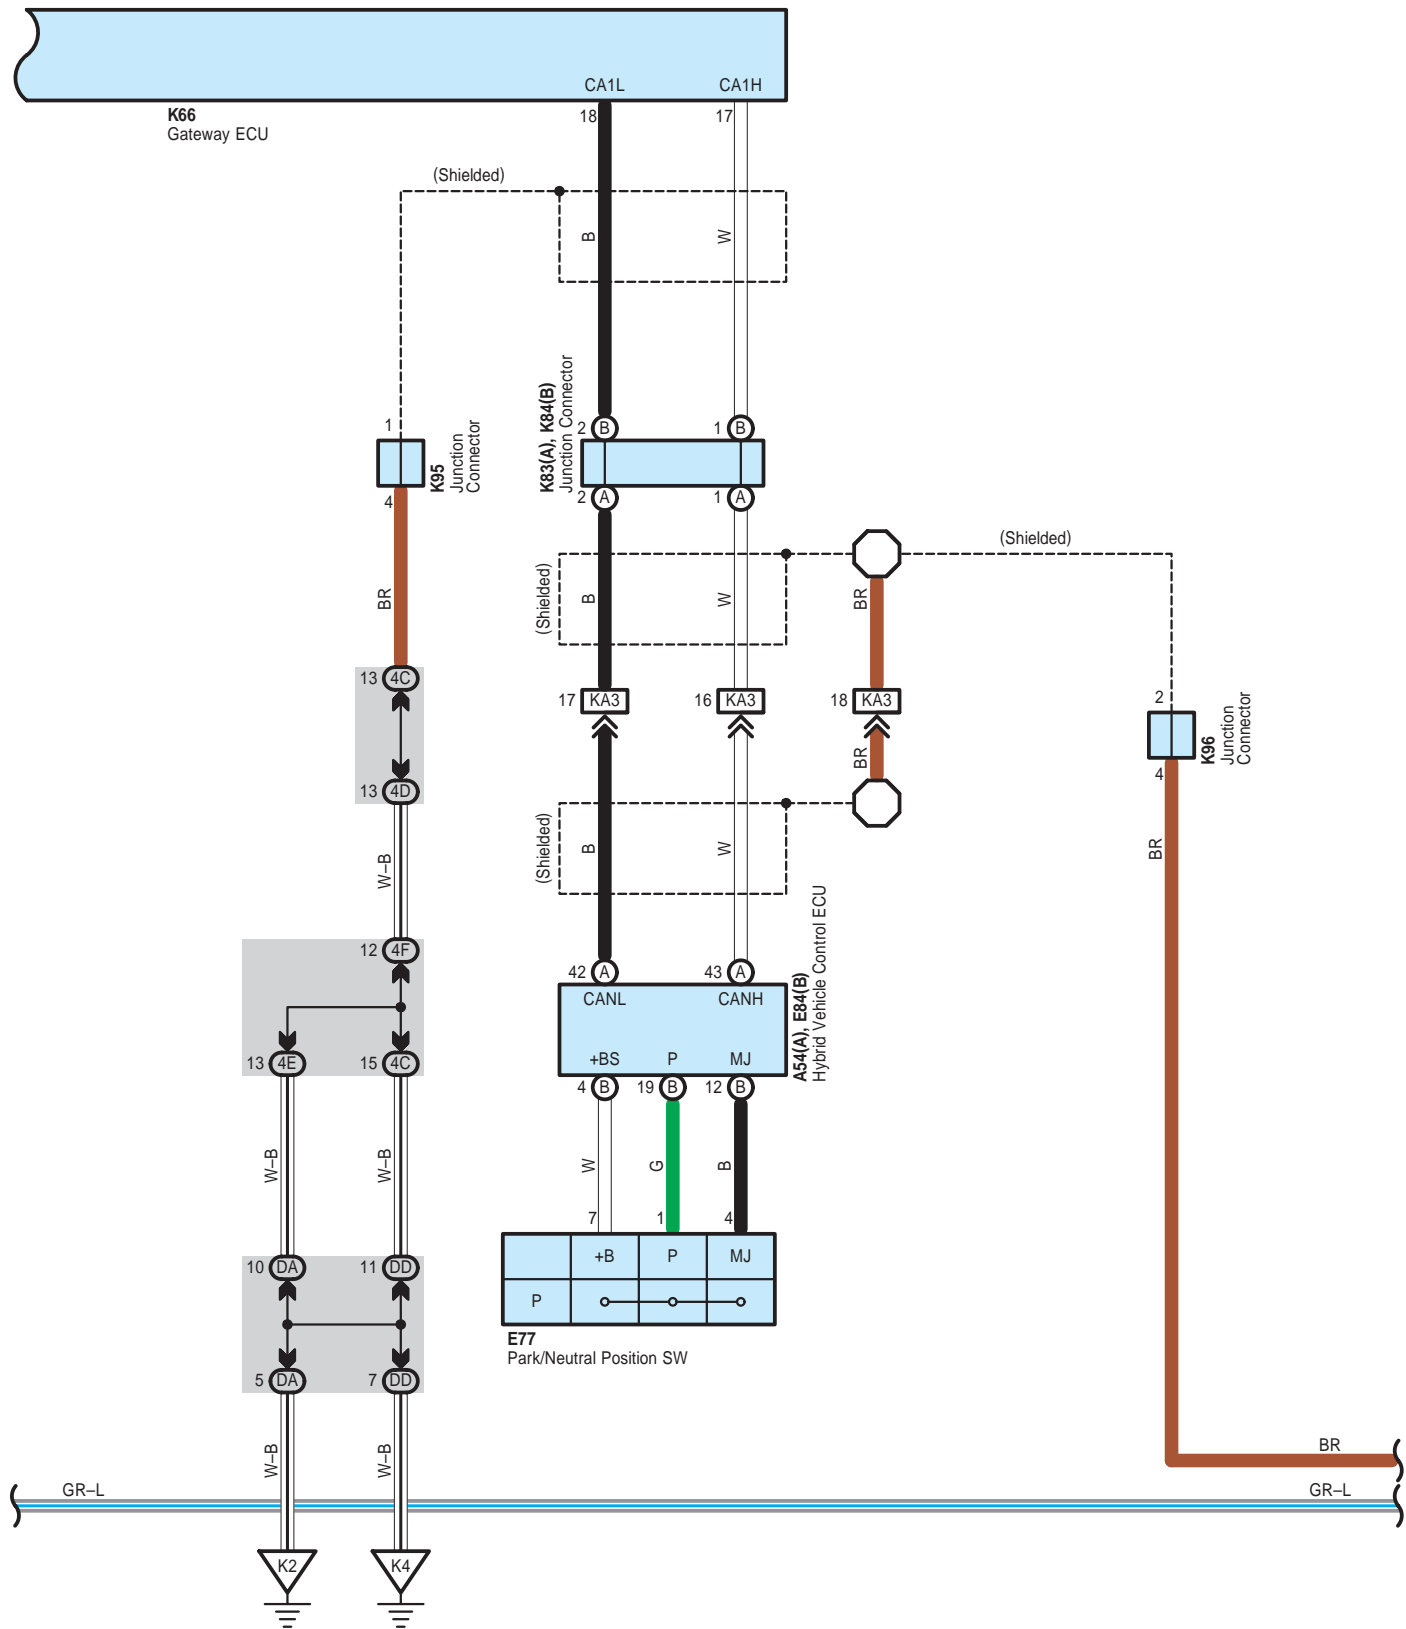 CA1L
CA1H
K66
Gateway ECU
18
17
(Shielded)
B
W
K83(A), K84(B)
Junction Connector
2 B
1 B
1
K95
Junction
Connector
4
2 A
1 A
(Shielded)
(Shielded)
B
W
BR
BR
13 4C
17 KA3
16 KA3
18 KA3
2
K96
Junction
Connector
4
BR
13 4D
(Shielded)
B
W
W–B
BR
12 4F
42 A
43 A
CANL
CANH
A54(A), E84(B)
Hybrid Vehicle Control ECU
+BS
P
MJ
13 4E
15 4C
4 B
19 B
12 B
W–B
W–B
W
G
B
7
1
4
10 DA
11 DD
+B
P
MJ
P
E77
Park/Neutral Position SW
5 DA
7 DD
W–B
W–B
BR
GR–L
GR–L
K2
K4